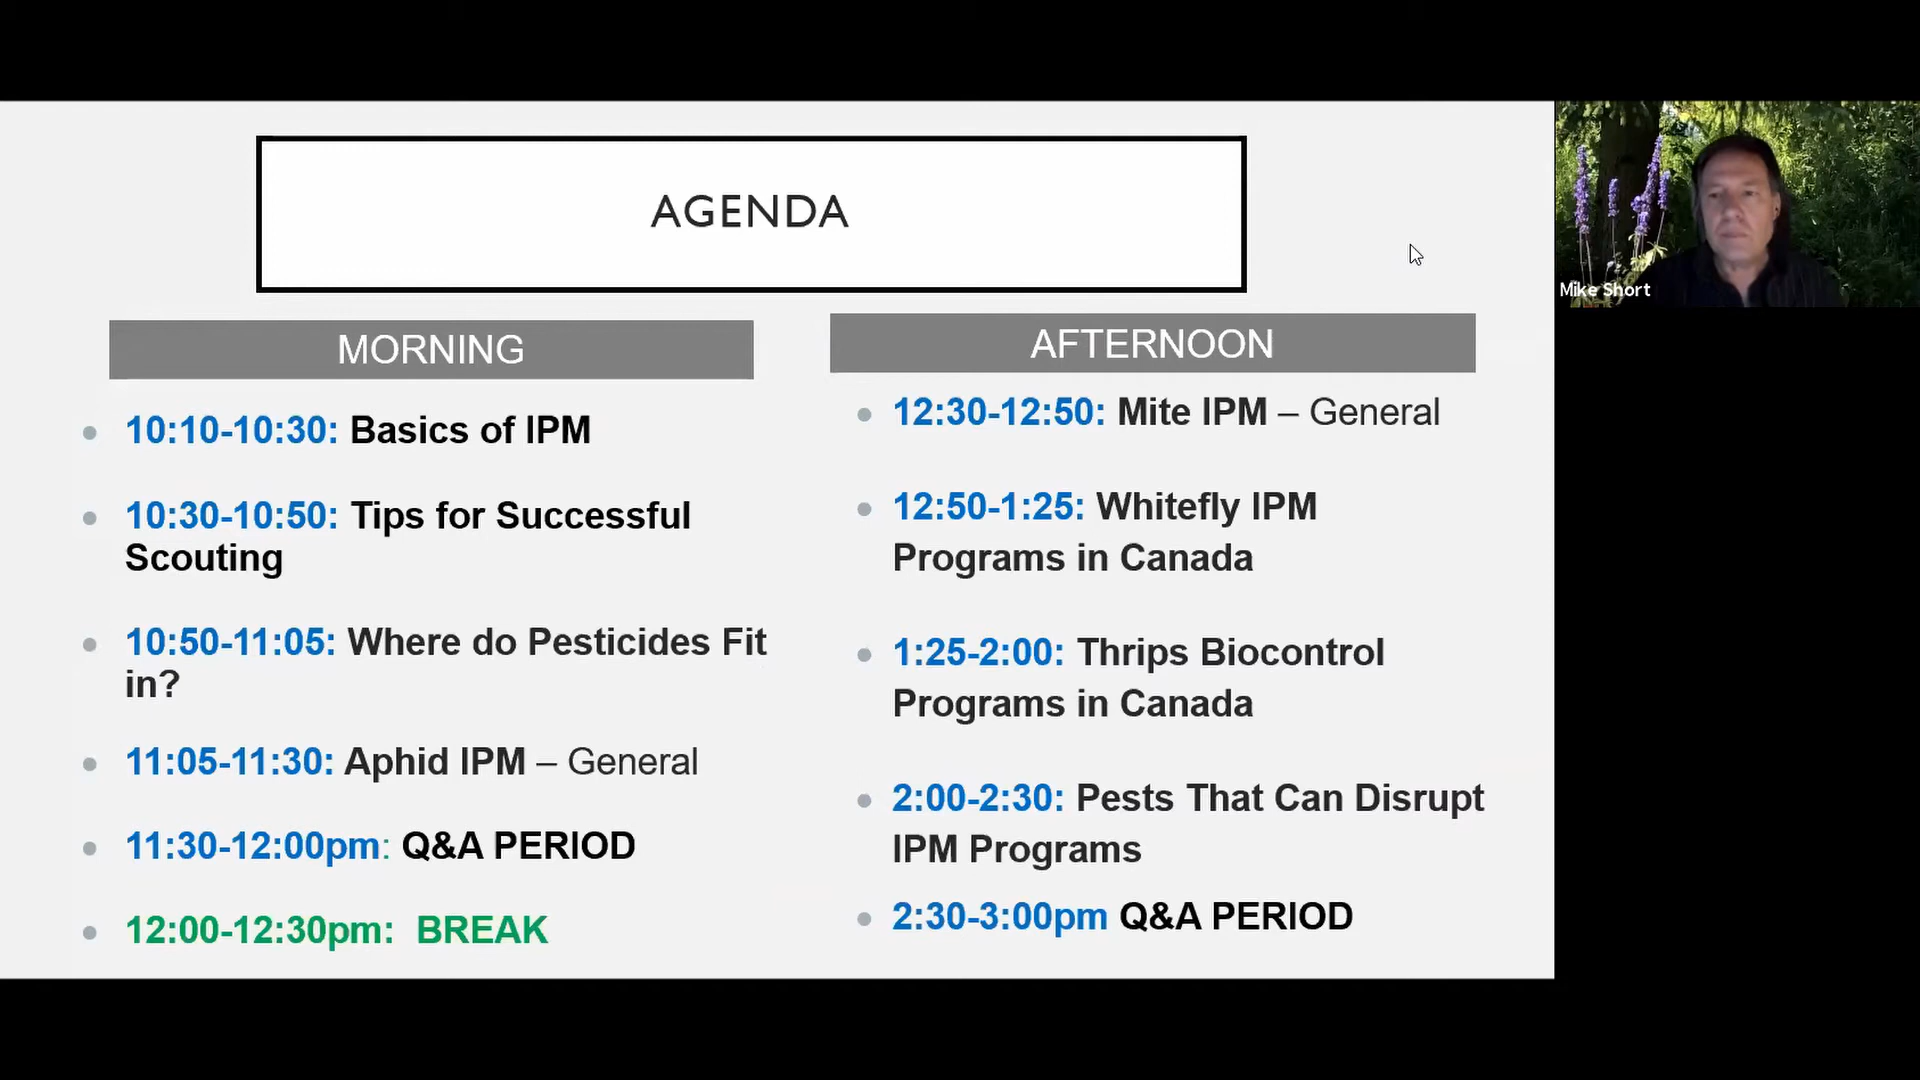 AGENDA
MORNING
10:10-10:30: Basics of IPM
10:30-10:50: Tips for Successful
Scouting
10:50-11:05: Where do Pesticides Fit
in?
11:05-11:30: Aphid IPM – General
11:30-12:00pm: Q&A PERIOD
12:00-12:30pm: BREAK
AFTERNOON
12:30-12:50: Mite IPM – General
12:50-1:25: Whitefly IPM
Programs in Canada
1:25-2:00: Thrips Biocontrol
Programs in Canada
2:00-2:30: Pests That Can Disrupt
IPM Programs
2:30-3:00pm Q&A PERIOD
Mike Short